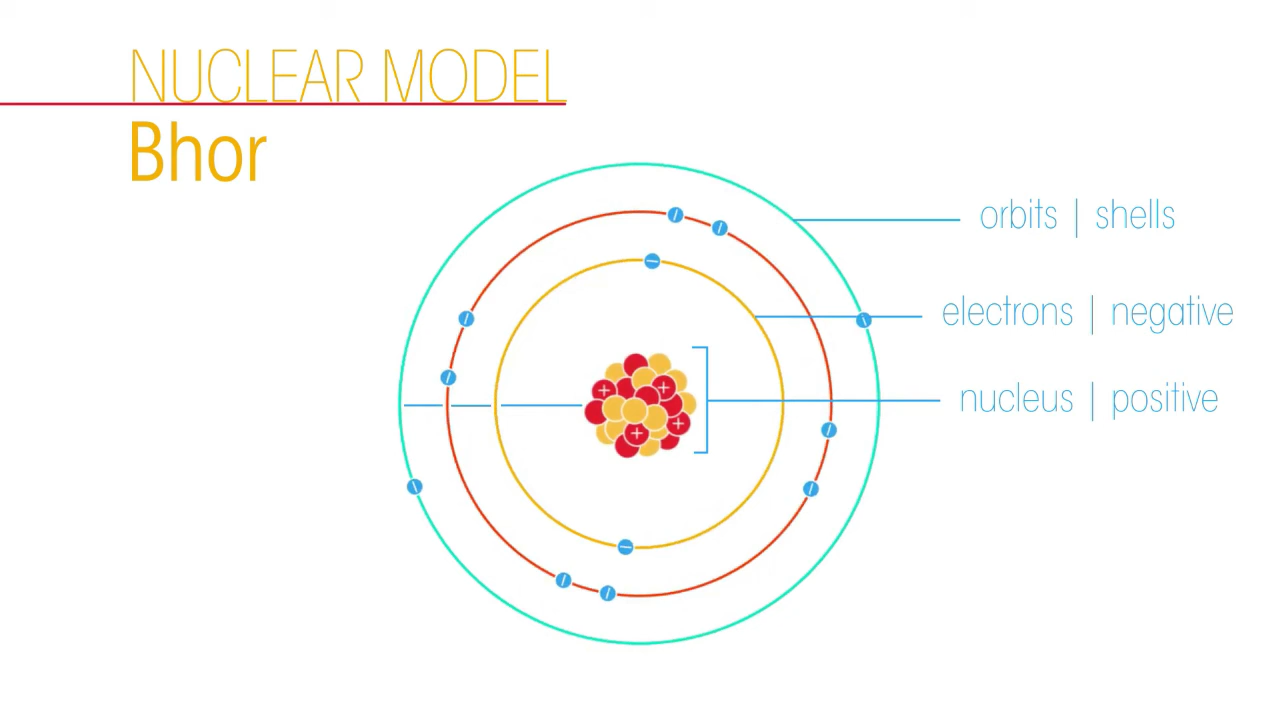 NUCLEAR MODEL
Bhor
orbits | shells
electrons | negative
nucleus | positive